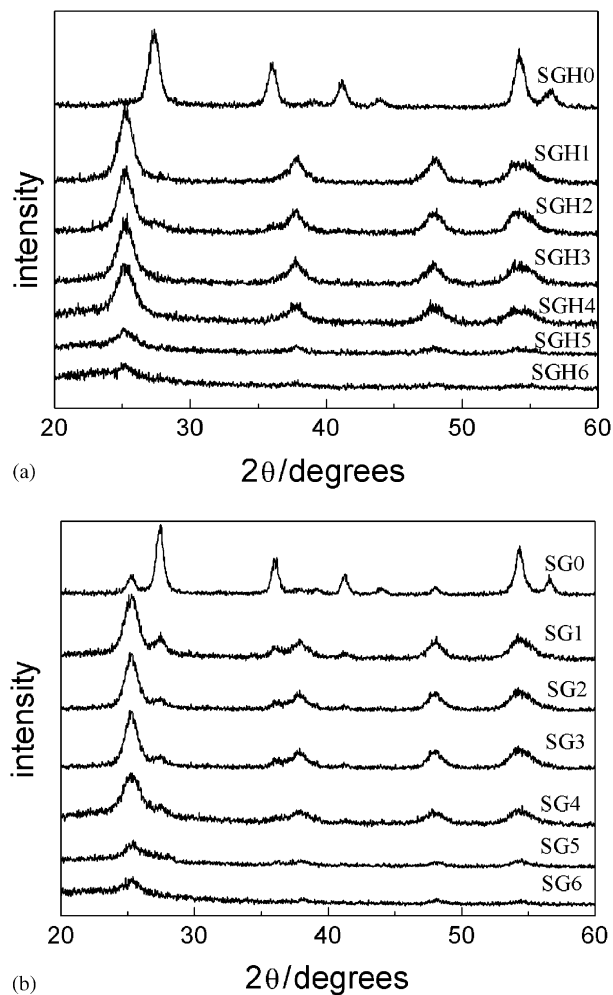 SGH0
SGH1
SGH2
SGH3
SGH4
SGH5
SGH6
intensity
20 30 40 50 60
2θ/degrees
(a)
SG0
SG1
SG2
SG3
SG4
SG5
SG6
intensity
20 30 40 50 60
2θ/degrees
(b)